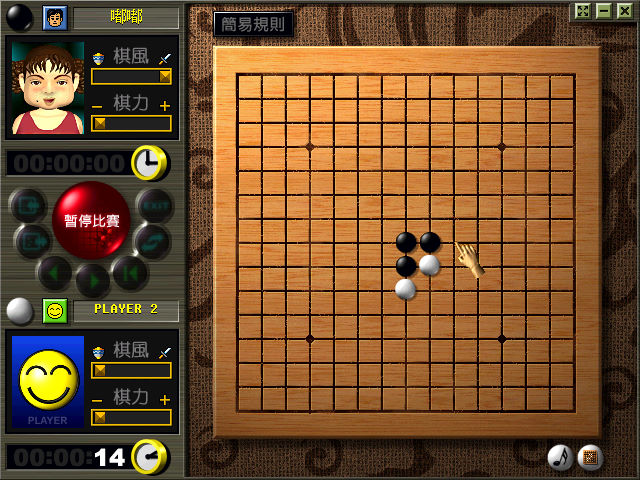 嘟嘟
簡易規則
棋風
棋力
00:00:00
EXIT
暫停比賽
PLAYER 2
棋風
棋力
PLAYER
00:00:14